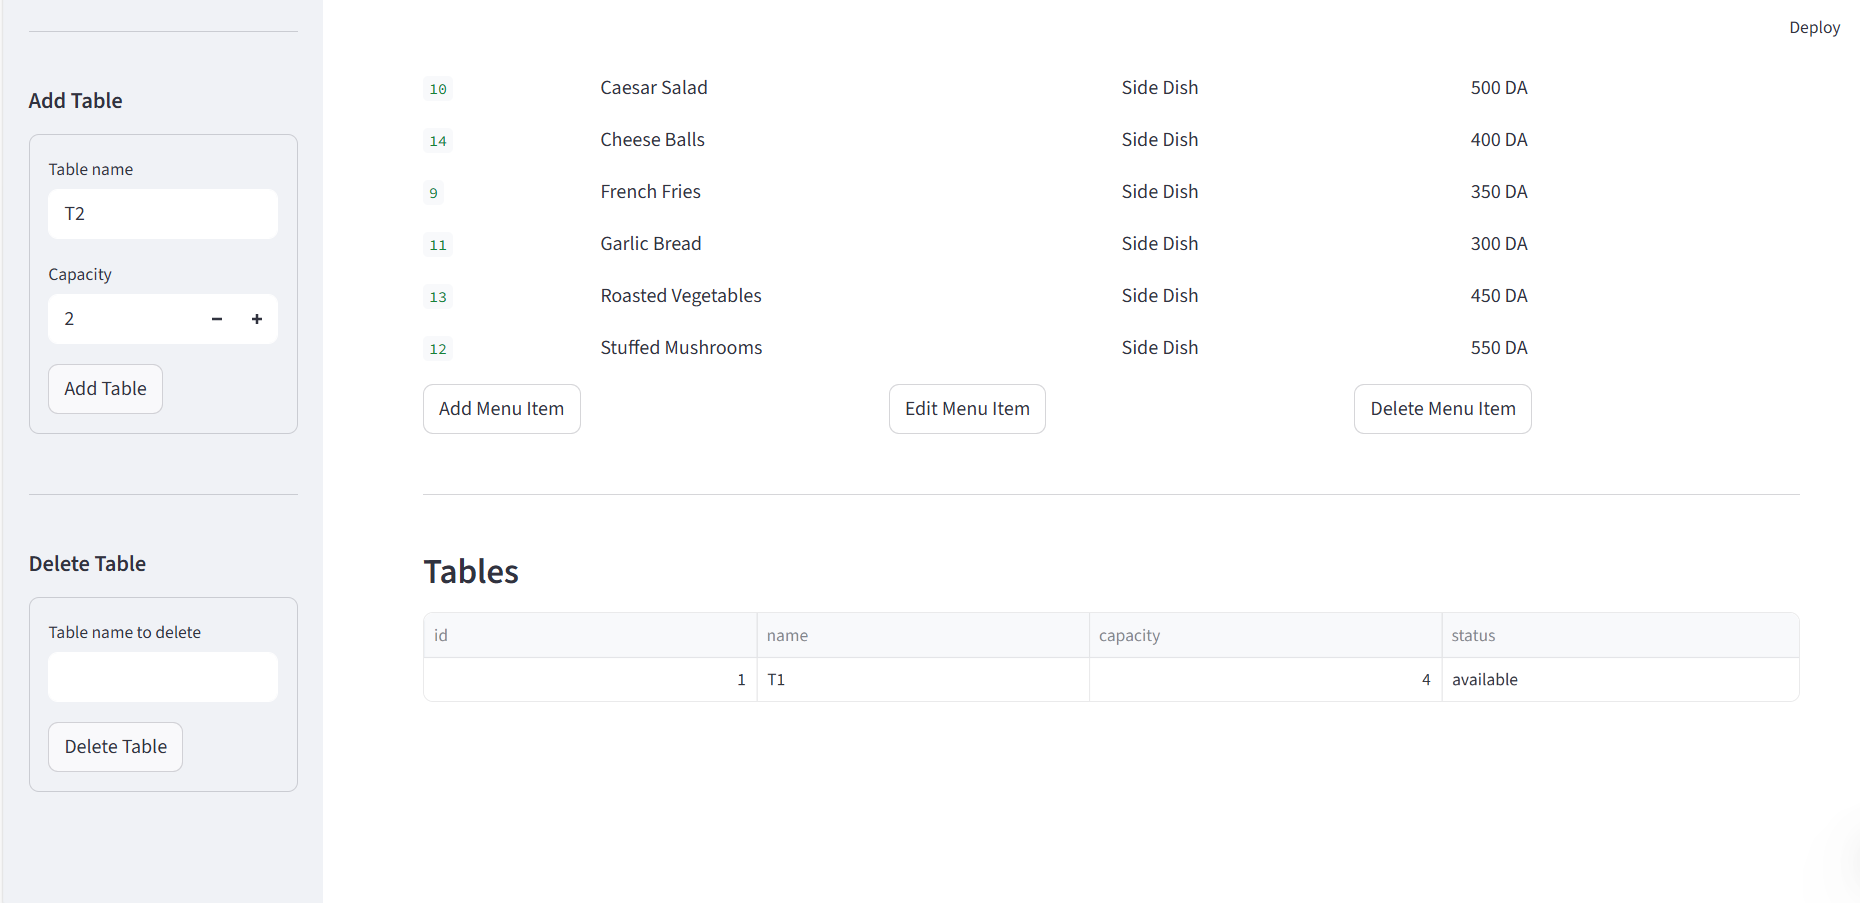 Deploy
Add Table
Table name
T2
Capacity
2 − +
Add Table
Delete Table
Table name to delete
Delete Table
10 Caesar Salad Side Dish 500 DA
14 Cheese Balls Side Dish 400 DA
9 French Fries Side Dish 350 DA
11 Garlic Bread Side Dish 300 DA
13 Roasted Vegetables Side Dish 450 DA
12 Stuffed Mushrooms Side Dish 550 DA
Add Menu Item Edit Menu Item Delete Menu Item
Tables
id name capacity status
1 T1 4 available